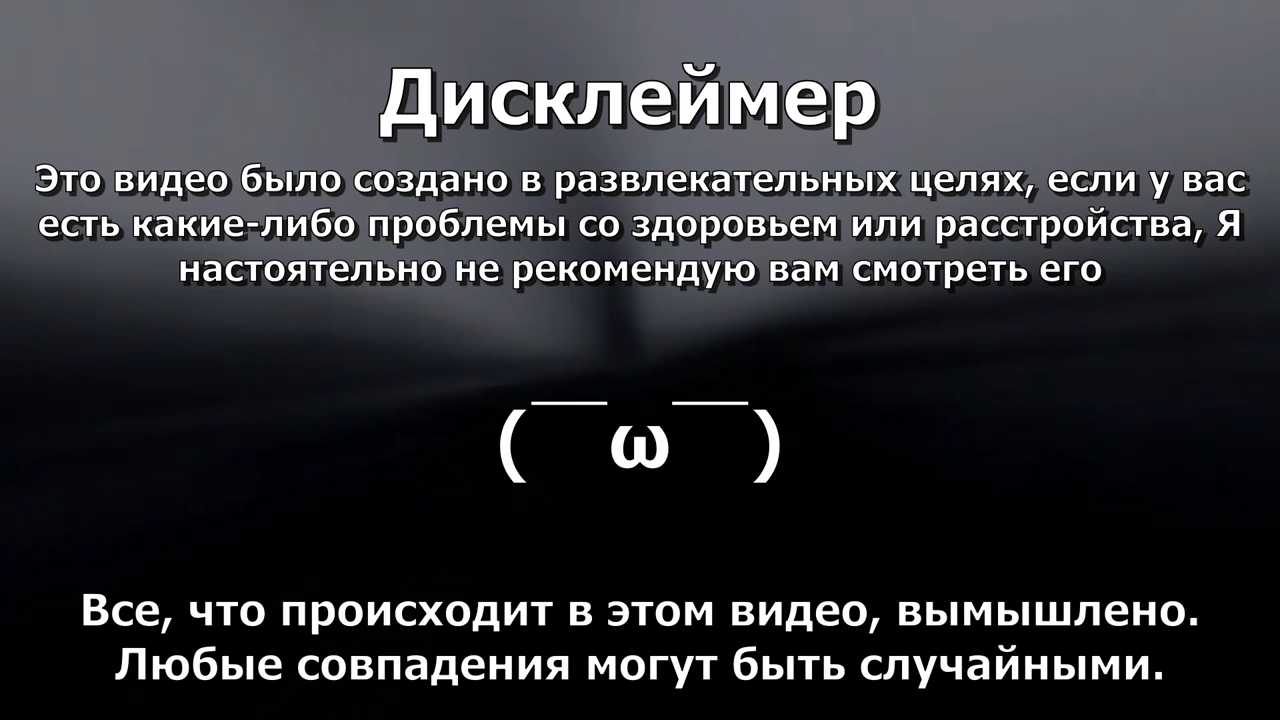 Дисклеймер
Это видео было создано в развлекательных целях, если у вас
есть какие-либо проблемы со здоровьем или расстройства, Я
настоятельно не рекомендую вам смотреть его
(¯ω¯)
Все, что происходит в этом видео, вымышлено.
Любые совпадения могут быть случайными.